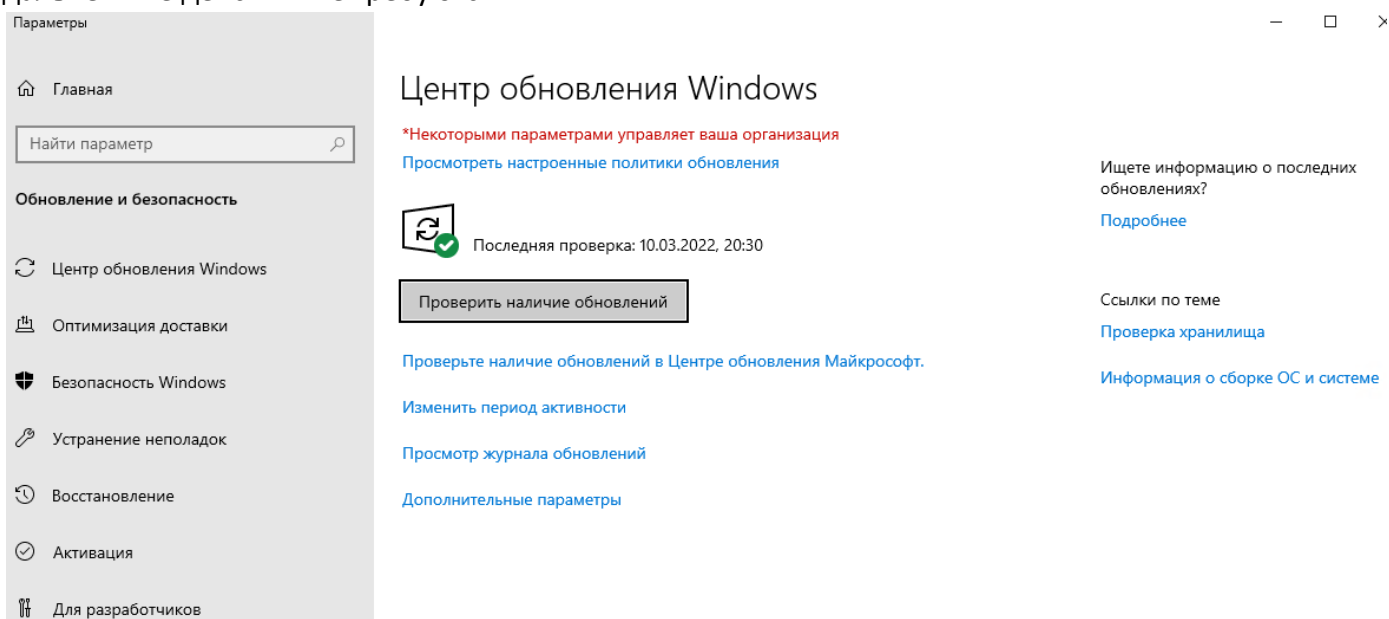 Параметры
Главная
Найти параметр
Обновление и безопасность
Центр обновления Windows
Оптимизация доставки
Безопасность Windows
Устранение неполадок
Восстановление
Активация
Для разработчиков
Центр обновления Windows
*Некоторыми параметрами управляет ваша организация
Просмотреть настроенные политики обновления
Последняя проверка: 10.03.2022, 20:30
Проверить наличие обновлений
Проверьте наличие обновлений в Центре обновления Майкрософт.
Изменить период активности
Просмотр журнала обновлений
Дополнительные параметры
Ищете информацию о последних
обновлениях?
Подробнее
Ссылки по теме
Проверка хранилища
Информация о сборке ОС и системе